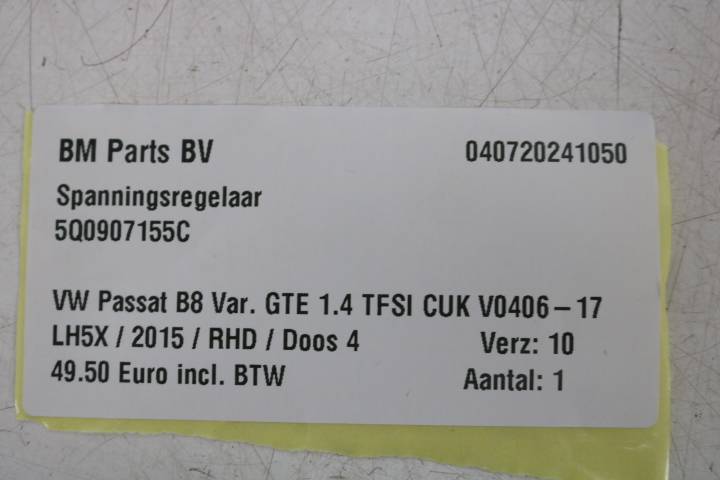 BM Parts BV 040720241050
Spanningsregelaar
5Q0907155C
VW Passat B8 Var. GTE 1.4 TFSI CUK V0406-17
LH5X / 2015 / RHD / Doos 4 Verz: 10
49.50 Euro incl. BTW Aantal: 1